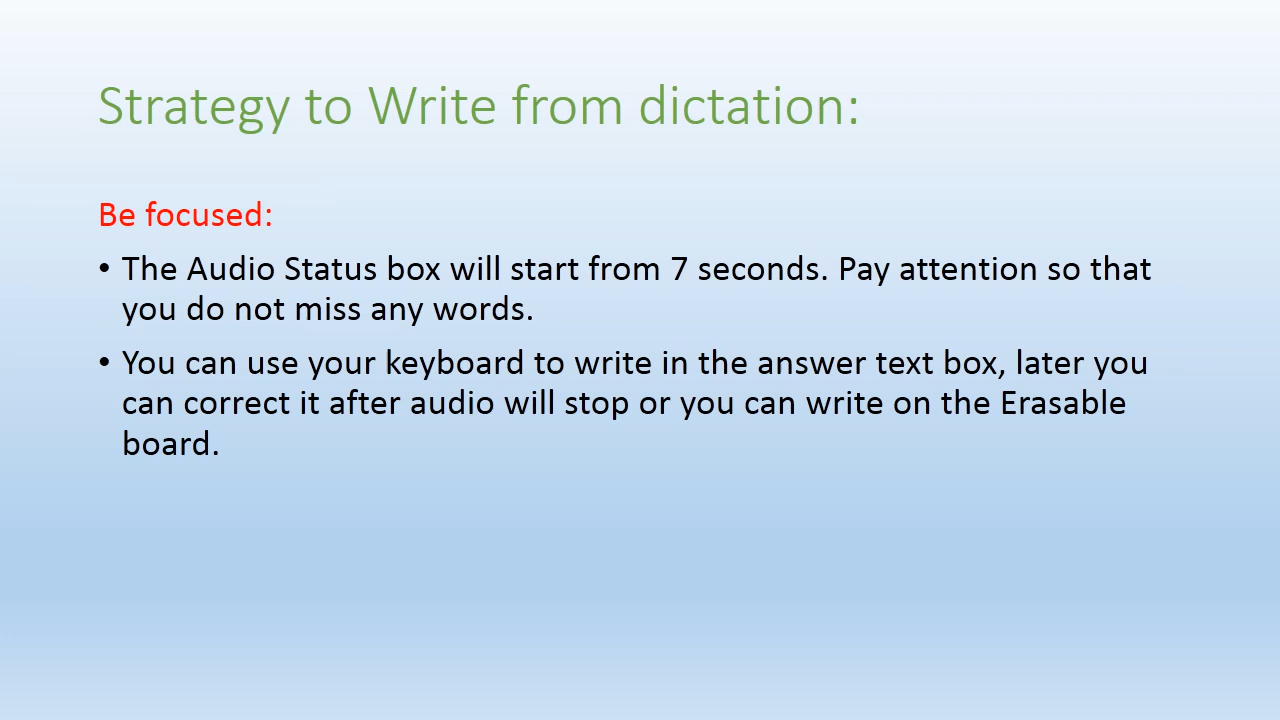 Strategy to Write from dictation:
Be focused:
• The Audio Status box will start from 7 seconds. Pay attention so that
you do not miss any words.
• You can use your keyboard to write in the answer text box, later you
can correct it after audio will stop or you can write on the Erasable
board.